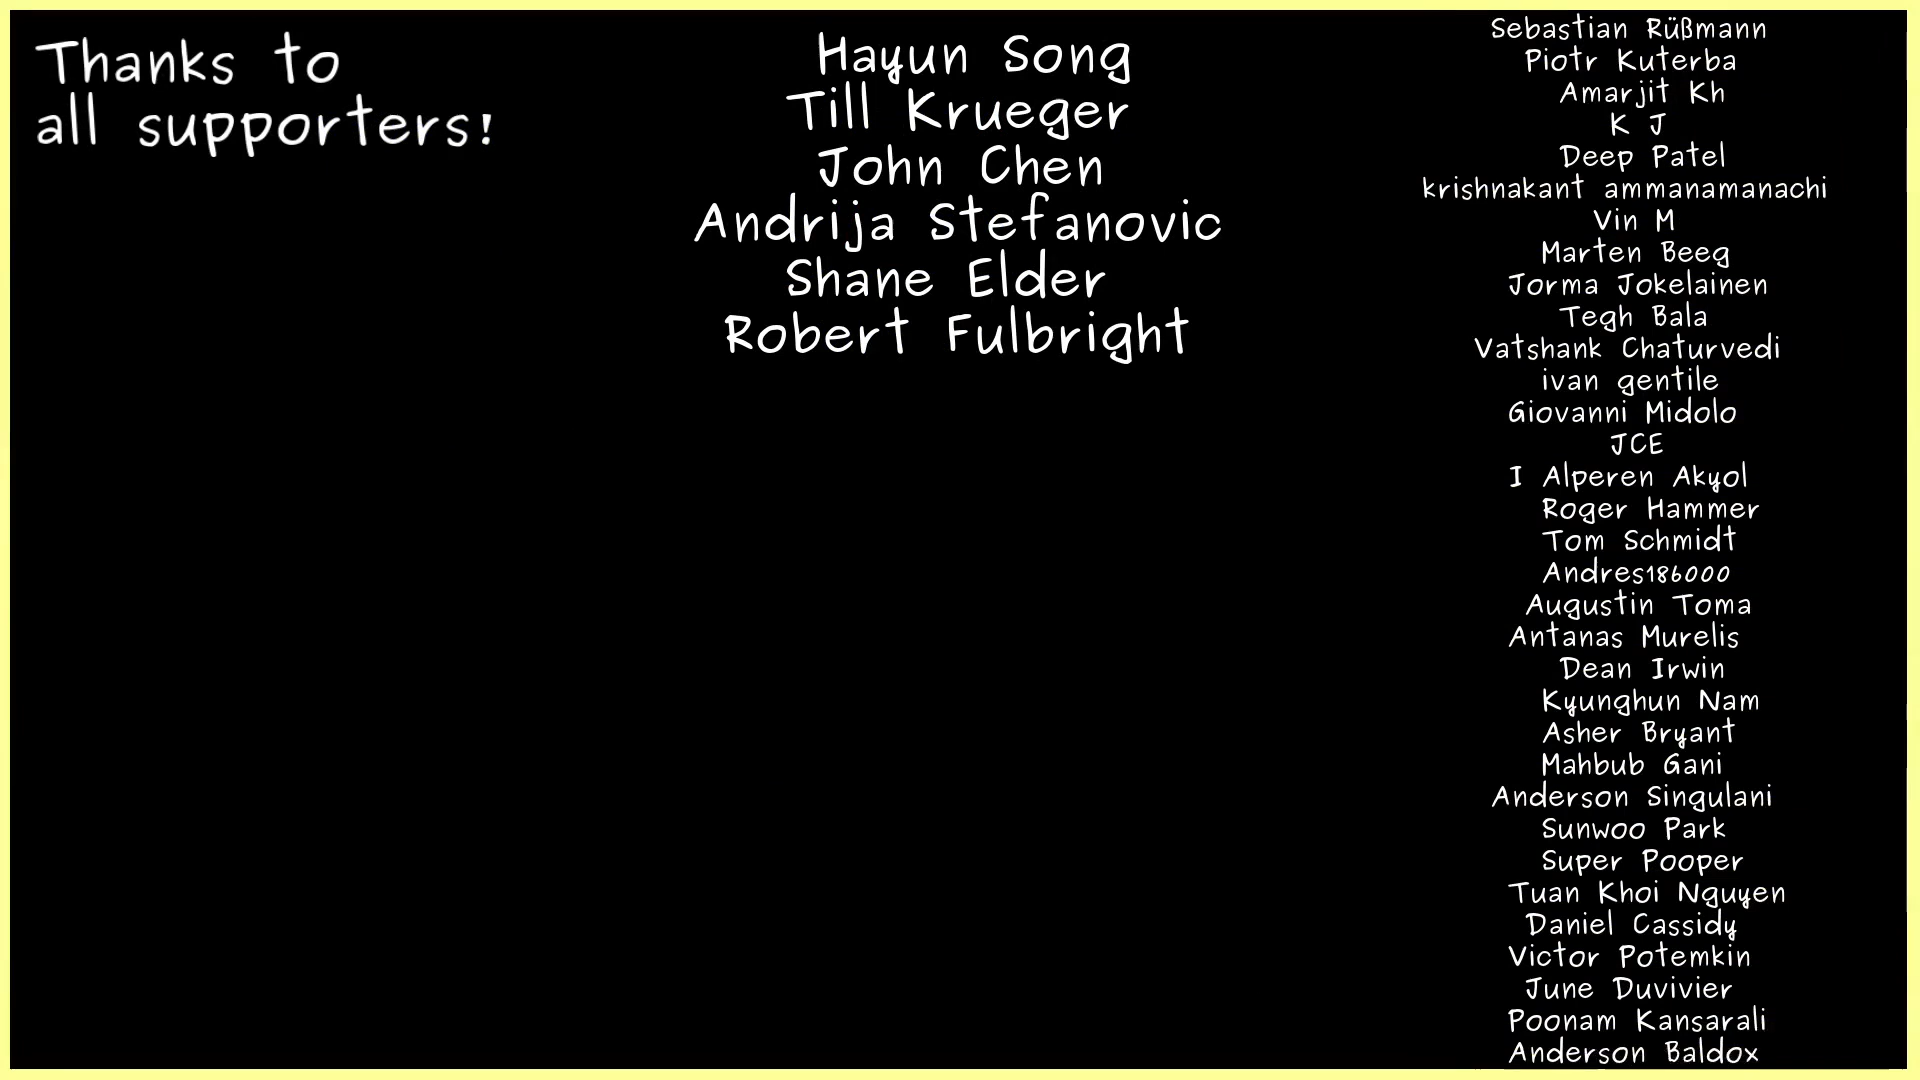 Thanks to
all supporters!
Hayun Song
Till Krueger
John Chen
Andrija Stefanovic
Shane Elder
Robert Fulbright
Sebastian Rüßmann
Piotr Kuterba
Amarjit Kh
K J
Deep Patel
krishnakant ammanamanachi
Vin M
Marten Beeg
Jorma Jokelainen
Tegh Bala
Vatshank Chaturvedi
ivan gentile
Giovanni Midolo
JCE
I Alperen Akyol
Roger Hammer
Tom Schmidt
Andres186000
Augustin Toma
Antanas Murelis
Dean Irwin
Kyunghun Nam
Asher Bryant
Mahbub Gani
Anderson Singulani
Sunwoo Park
Super Pooper
Tuan Khoi Nguyen
Daniel Cassidy
Victor Potemkin
June Duvivier
Poonam Kansarali
Anderson Baldox